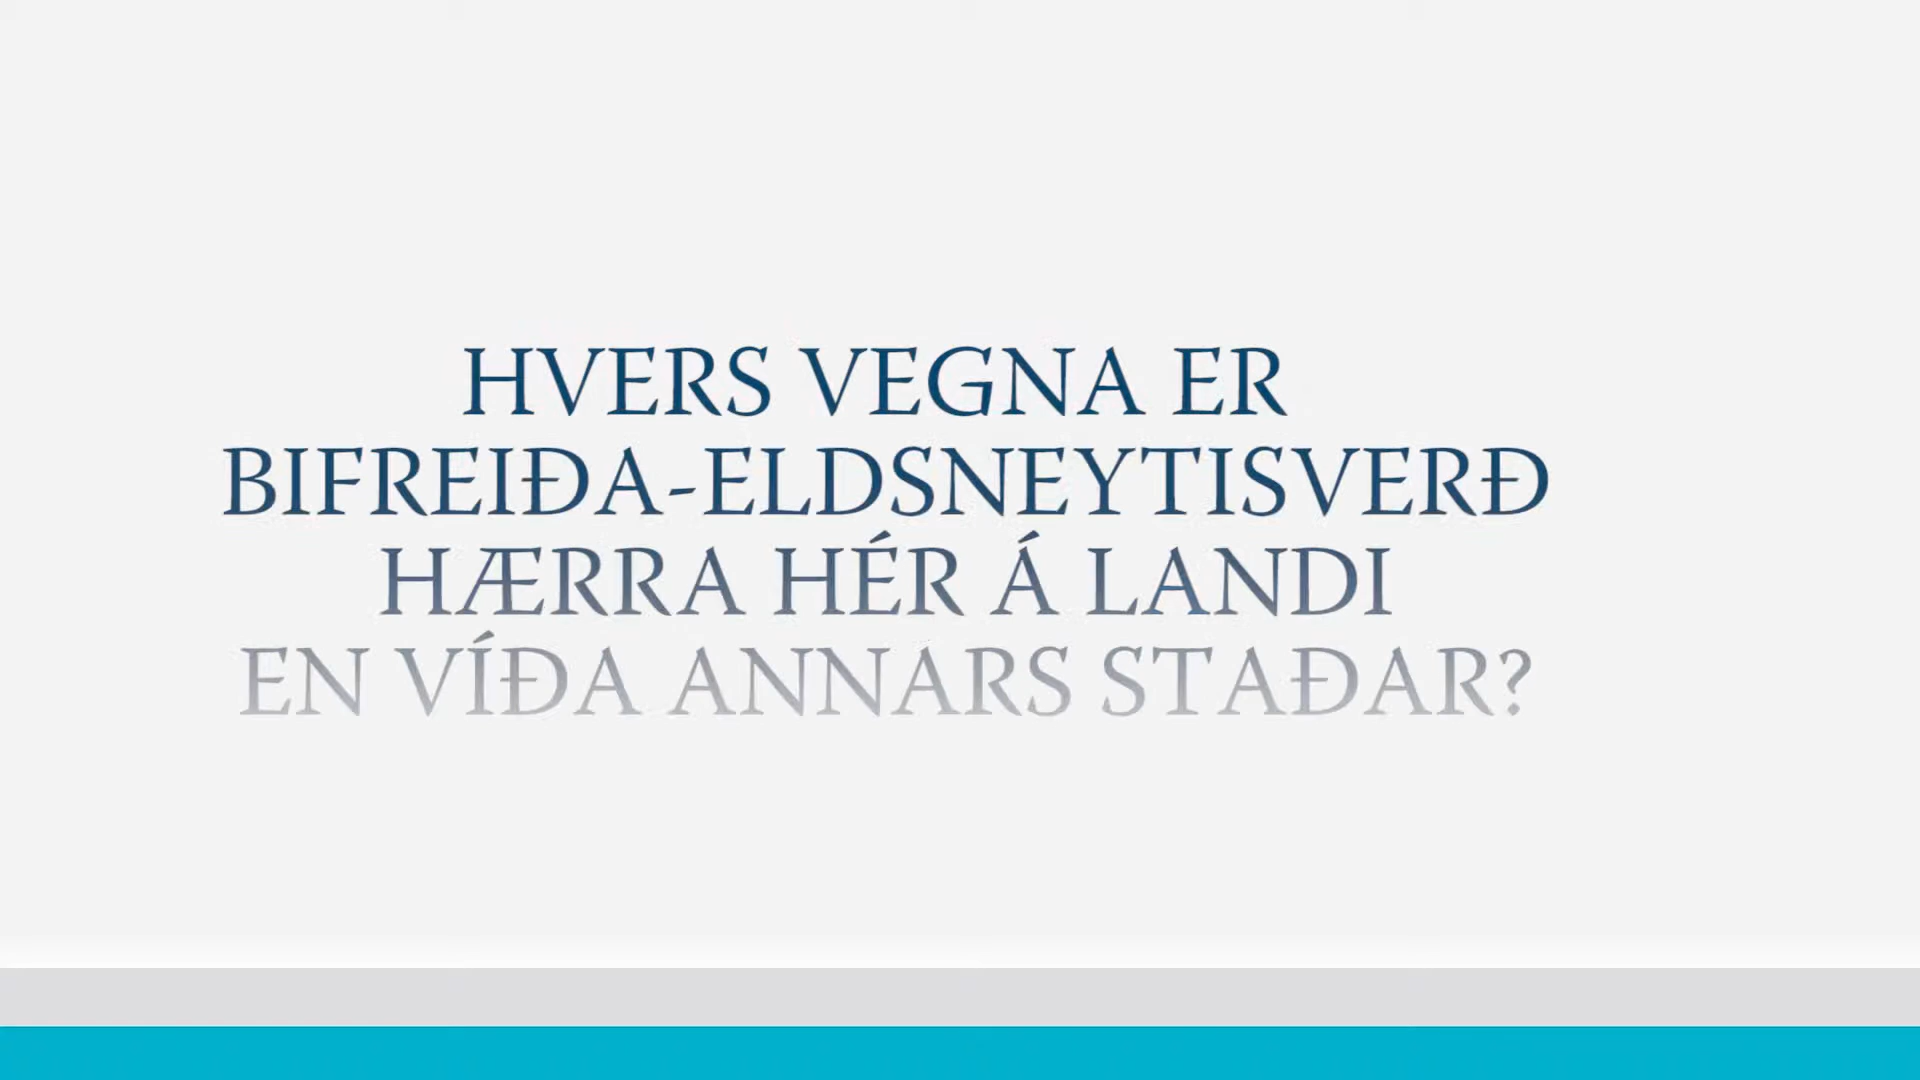 HVERS VEGNA ER
BIFREIÐA-ELDSNEYTISVERÐ
HÆRRA HÉR Á LANDI
EN VÍÐA ANNARS STAÐAR?